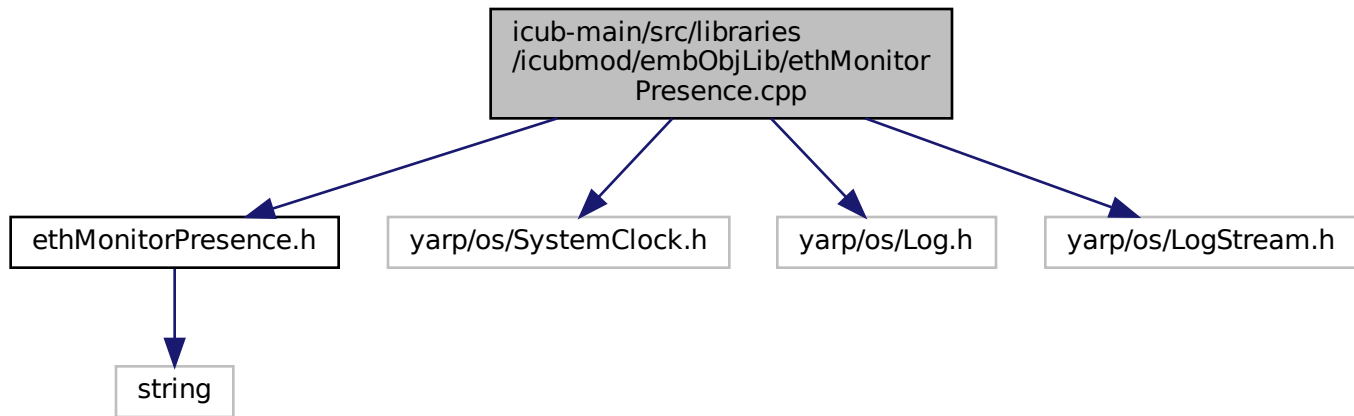 icub-main/src/libraries
/icubmod/embObjLib/ethMonitor
Presence.cpp
ethMonitorPresence.h
yarp/os/SystemClock.h
yarp/os/Log.h
yarp/os/LogStream.h
string